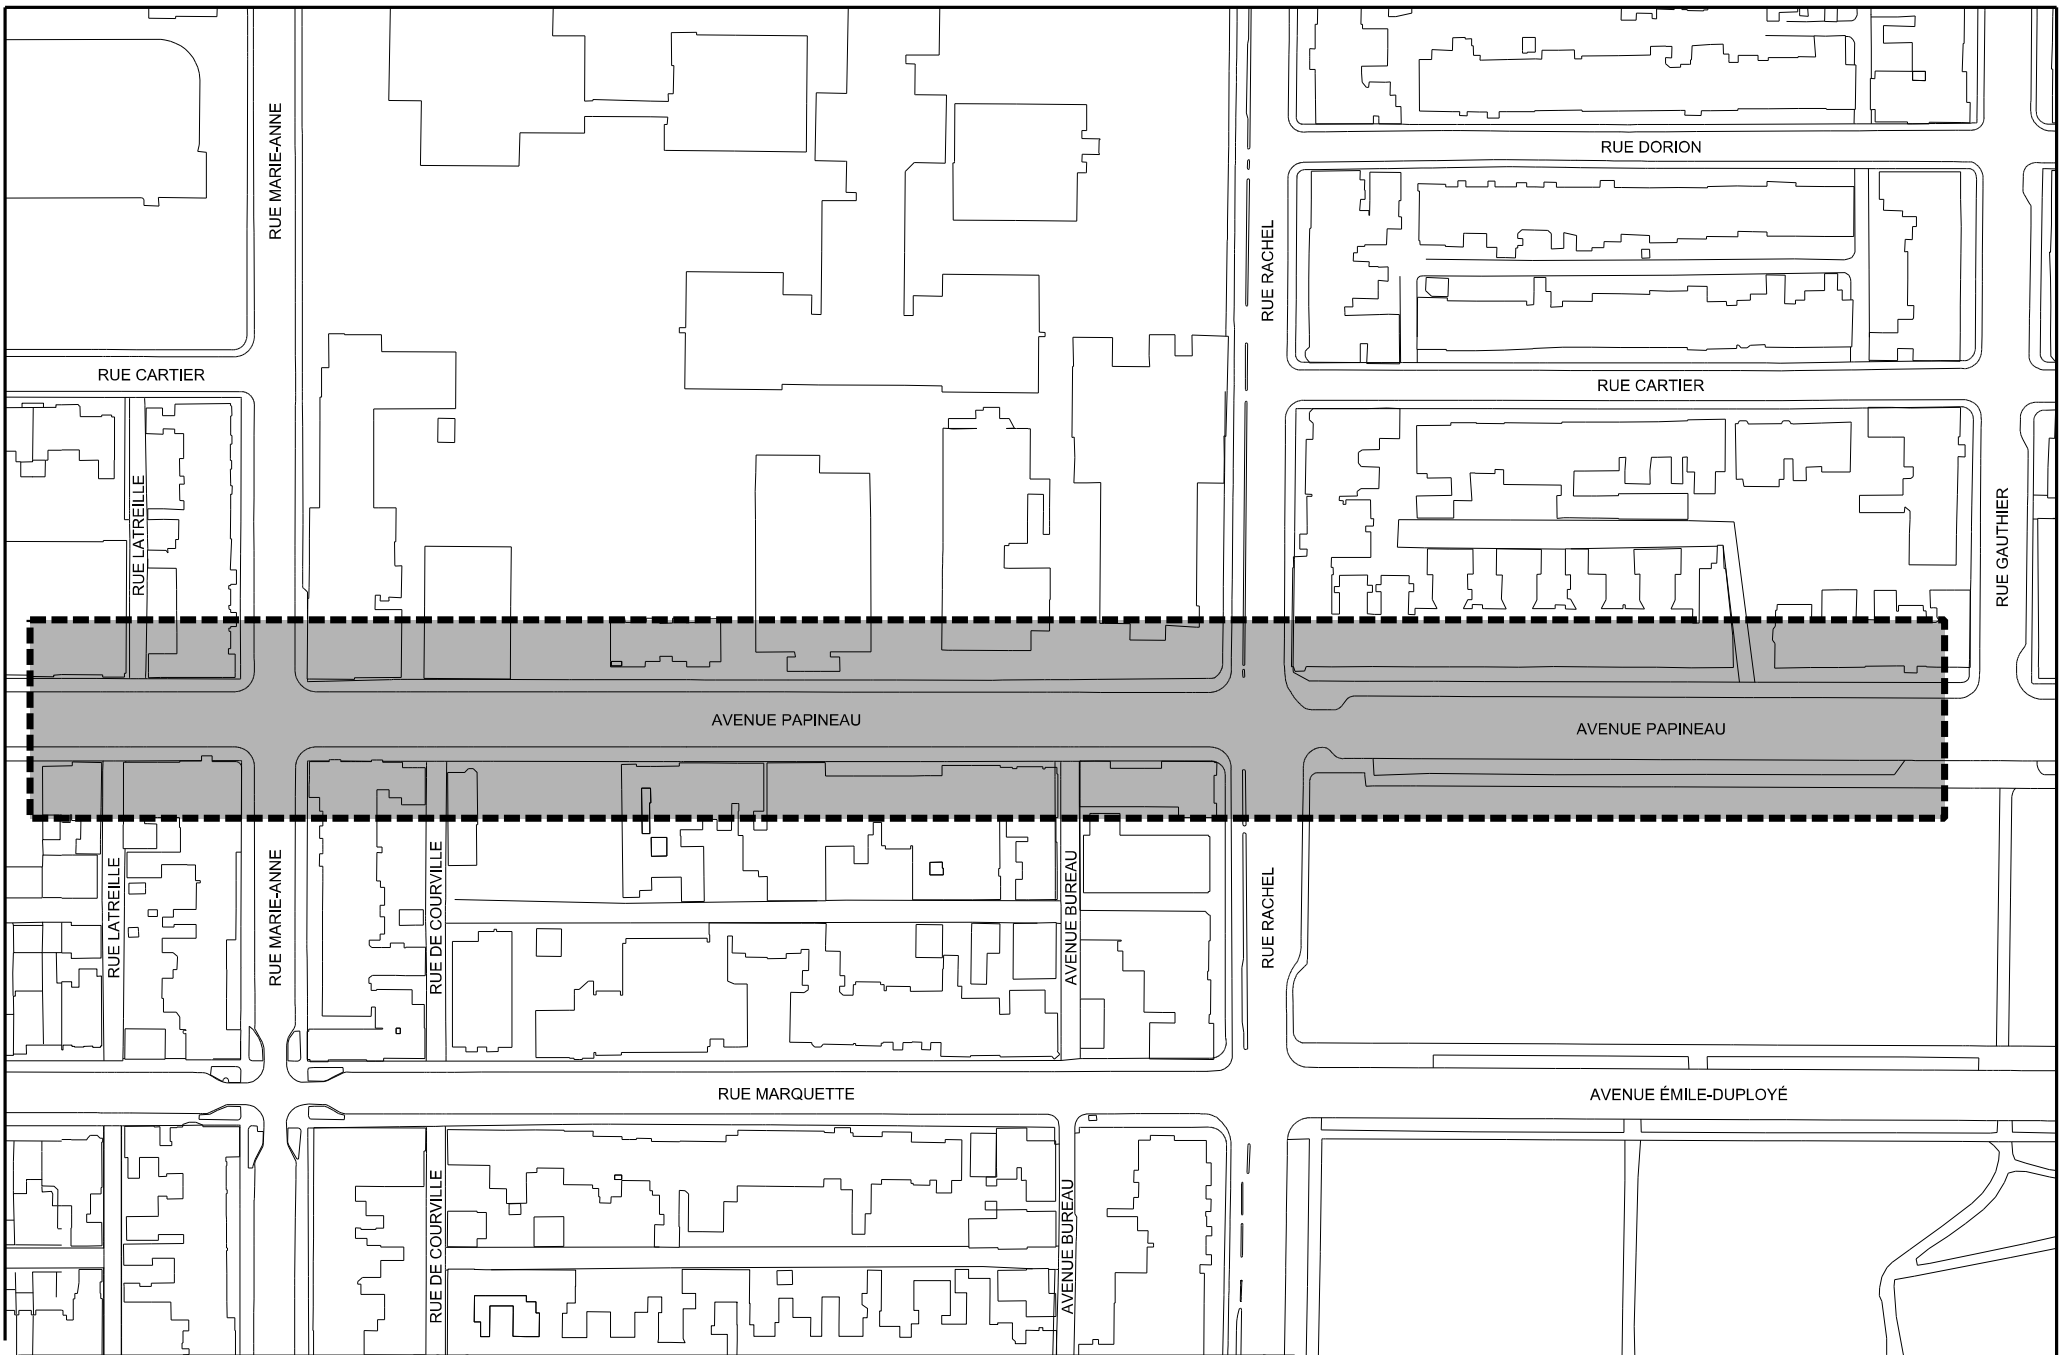 RUE MARIE-ANNE
RUE DORION
RUE RACHEL
RUE CARTIER
RUE CARTIER
RUE LATREILLE
RUE GAUTHIER
AVENUE PAPINEAU
AVENUE PAPINEAU
RUE LATREILLE
RUE MARIE-ANNE
RUE DE COURVILLE
AVENUE BUREAU
RUE RACHEL
RUE MARQUETTE
AVENUE ÉMILE-DUPLOYÉ
RUE DE COURVILLE
AVENUE BUREAU